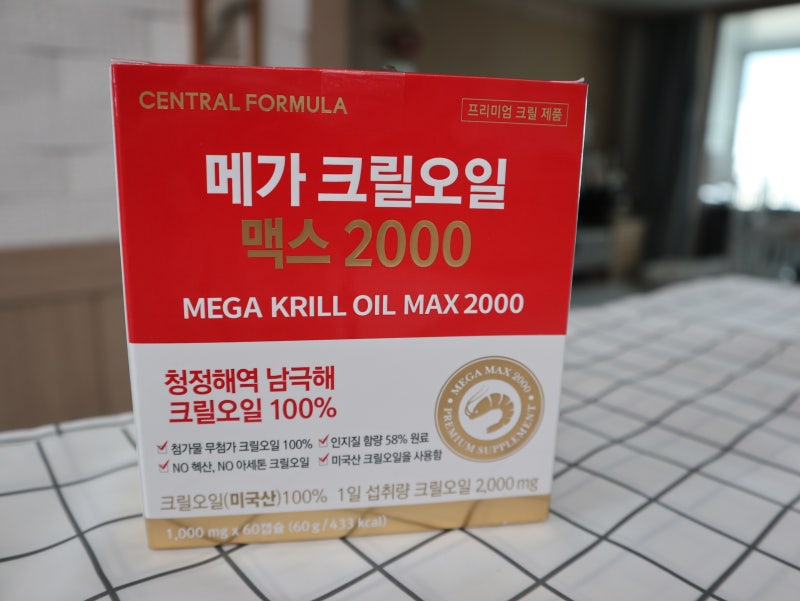 CENTRAL FORMULA
프리미엄 크릴 제품
메가 크릴오일
맥스 2000
MEGA KRILL OIL MAX 2000
청정해역 남극해
크릴오일 100%
첨가물 무첨가 크릴오일 100% 인지질 함량 58% 원료
NO 헥산, NO 아세톤 크릴오일 미국산 크릴오일을 사용함
MEGA MAX 2000
PREMIUM SUPPLEMENT
크릴오일(미국산)100% 1일 섭취량 크릴오일 2,000 mg
1,000 mg x 60캡슐 (60 g / 433 kcal)